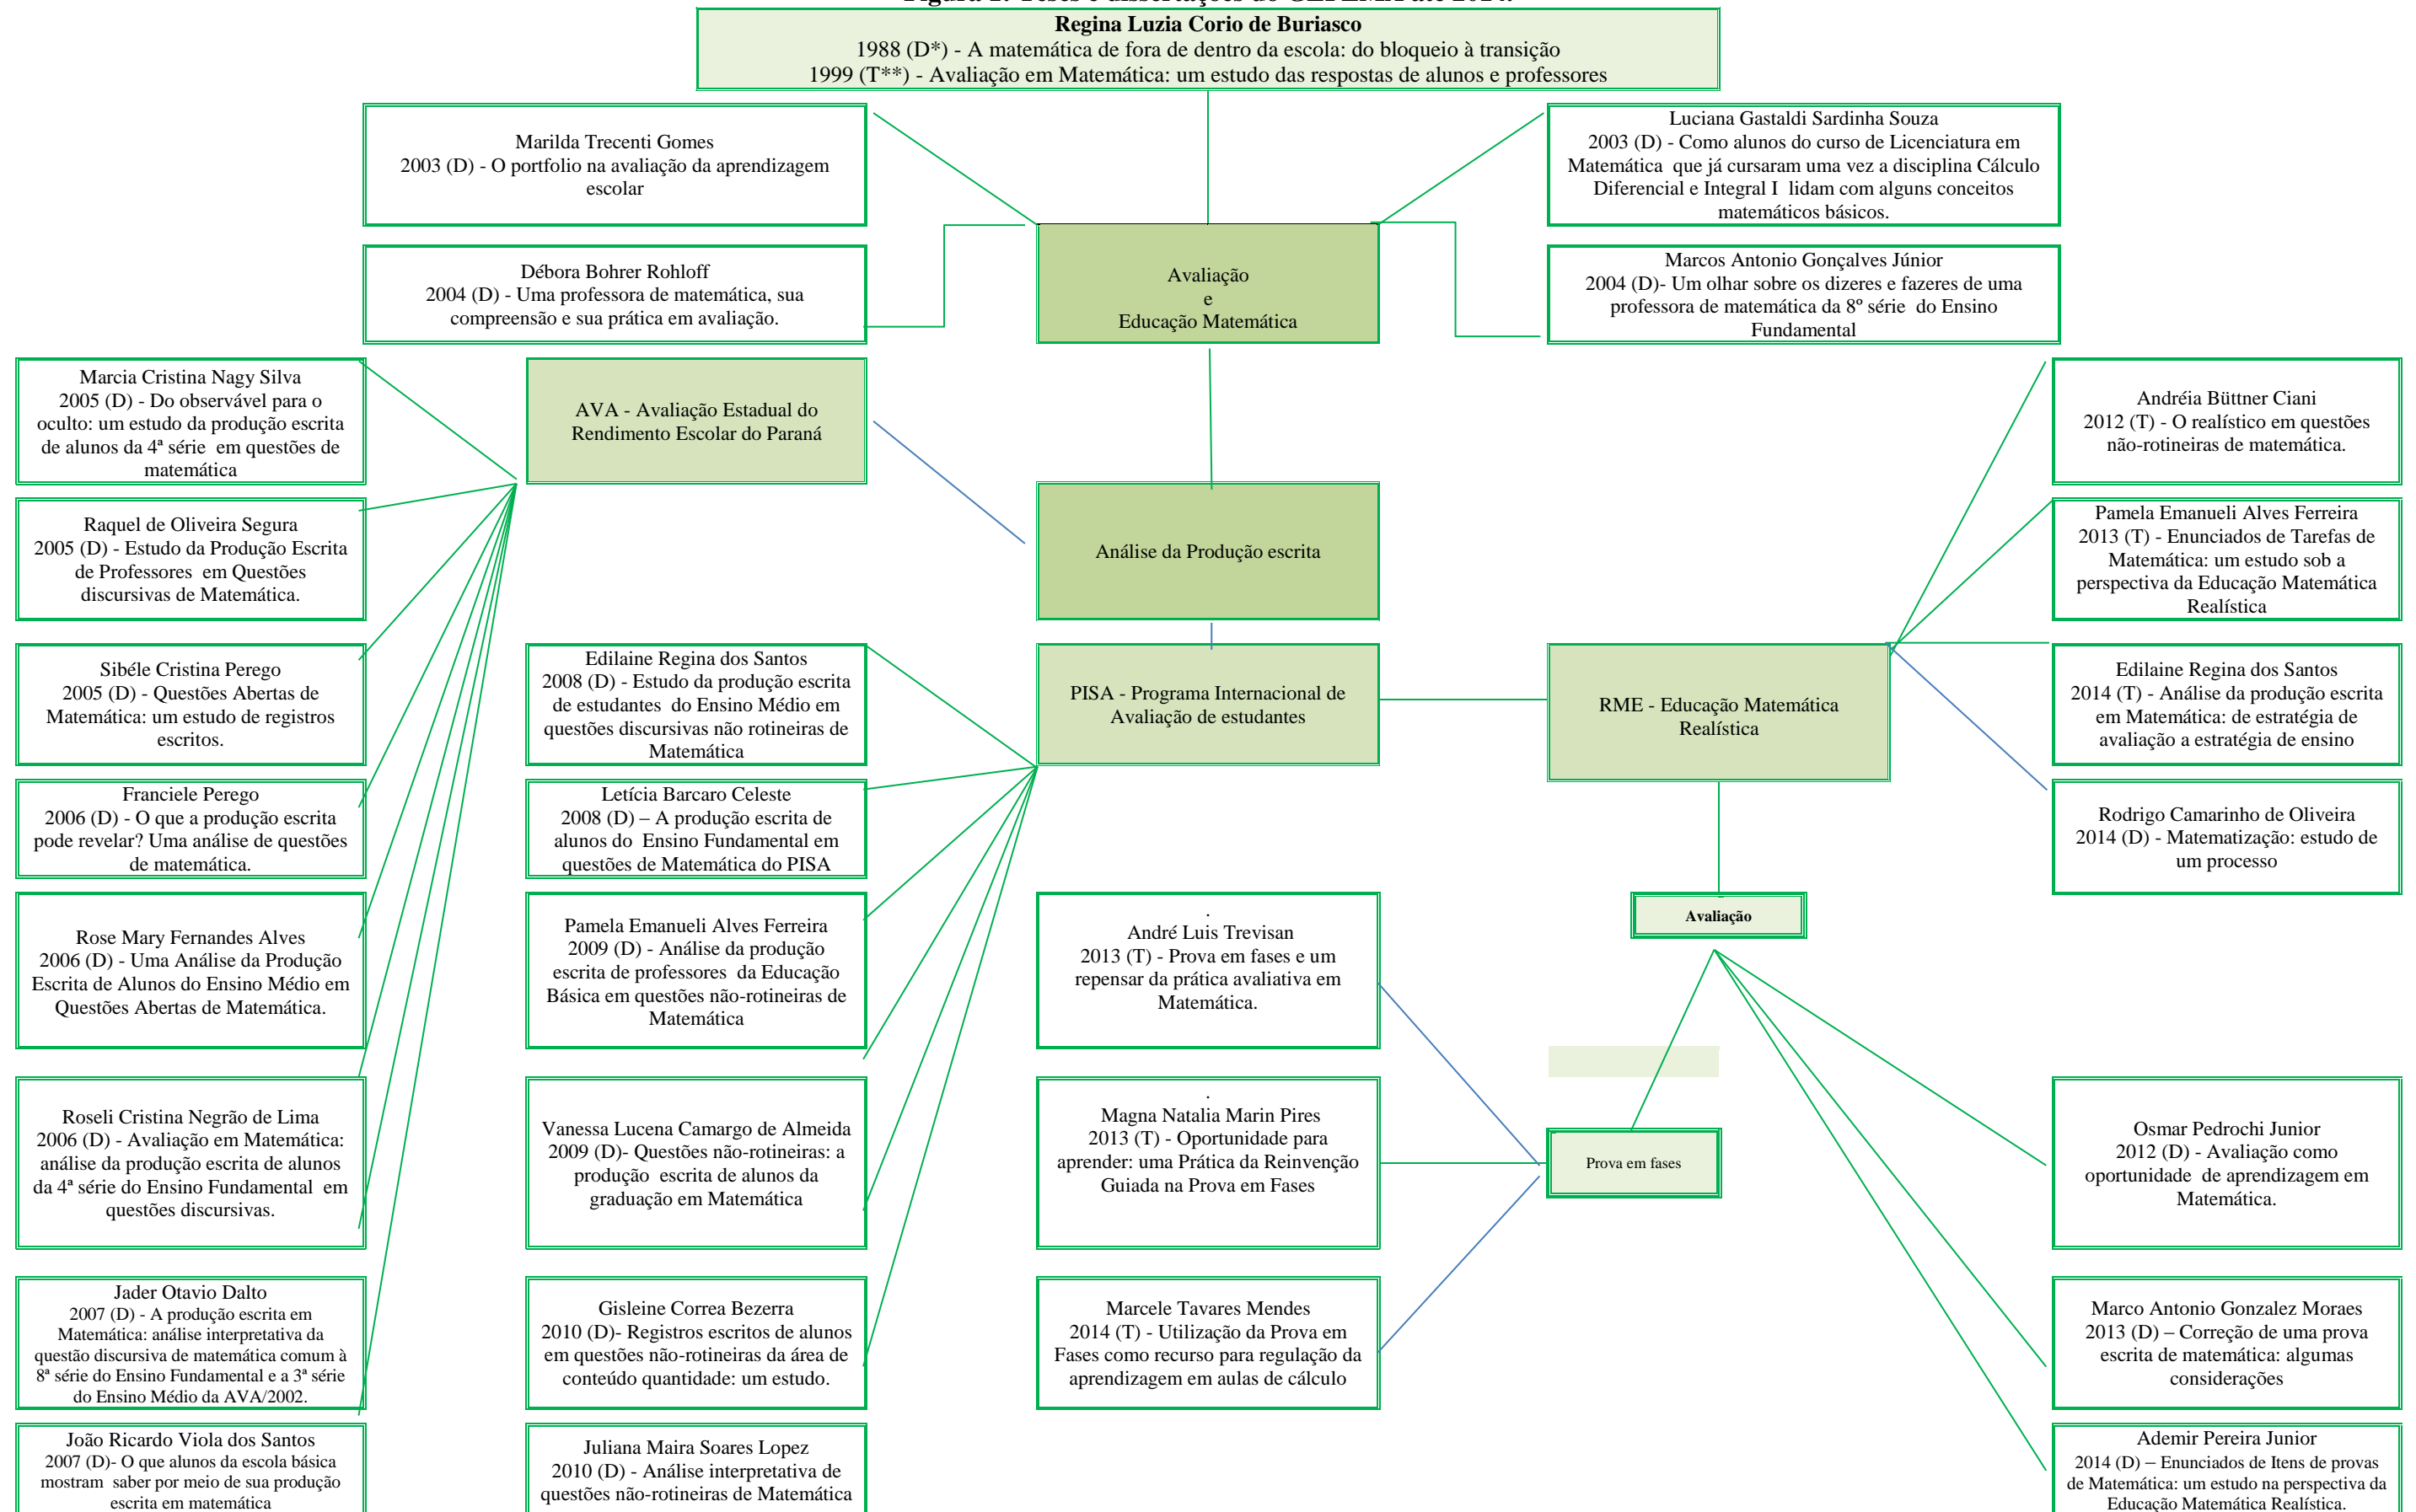 Regina Luzia Corio de Buriasco
1988 (D*) - A matemática de fora de dentro da escola: do bloqueio à transição
1999 (T**) - Avaliação em Matemática: um estudo das respostas de alunos e professores
Marilda Trecenti Gomes
2003 (D) - O portfolio na avaliação da aprendizagem
escolar
Luciana Gastaldi Sardinha Souza
2003 (D) - Como alunos do curso de Licenciatura em
Matemática que já cursaram uma vez a disciplina Cálculo
Diferencial e Integral I lidam com alguns conceitos
matemáticos básicos.
Débora Bohrer Rohloff
2004 (D) - Uma professora de matemática, sua
compreensão e sua prática em avaliação.
Avaliação
e
Educação Matemática
Marcos Antonio Gonçalves Júnior
2004 (D)- Um olhar sobre os dizeres e fazeres de uma
professora de matemática da 8º série do Ensino
Fundamental
Marcia Cristina Nagy Silva
2005 (D) - Do observável para o
oculto: um estudo da produção escrita
de alunos da 4ª série em questões de
matemática
AVA - Avaliação Estadual do
Rendimento Escolar do Paraná
Andréia Büttner Ciani
2012 (T) - O realístico em questões
não-rotineiras de matemática.
Raquel de Oliveira Segura
2005 (D) - Estudo da Produção Escrita
de Professores em Questões
discursivas de Matemática.
Análise da Produção escrita
Pamela Emanueli Alves Ferreira
2013 (T) - Enunciados de Tarefas de
Matemática: um estudo sob a
perspectiva da Educação Matemática
Realística
Sibéle Cristina Perego
2005 (D) - Questões Abertas de
Matemática: um estudo de registros
escritos.
Edilaine Regina dos Santos
2008 (D) - Estudo da produção escrita
de estudantes do Ensino Médio em
questões discursivas não rotineiras de
Matemática
PISA - Programa Internacional de
Avaliação de estudantes
RME - Educação Matemática
Realística
Edilaine Regina dos Santos
2014 (T) - Análise da produção escrita
em Matemática: de estratégia de
avaliação a estratégia de ensino
Franciele Perego
2006 (D) - O que a produção escrita
pode revelar? Uma análise de questões
de matemática.
Letícia Barcaro Celeste
2008 (D) – A produção escrita de
alunos do Ensino Fundamental em
questões de Matemática do PISA
Rodrigo Camarinho de Oliveira
2014 (D) - Matematização: estudo de
um processo
Rose Mary Fernandes Alves
2006 (D) - Uma Análise da Produção
Escrita de Alunos do Ensino Médio em
Questões Abertas de Matemática.
Pamela Emanueli Alves Ferreira
2009 (D) - Análise da produção
escrita de professores da Educação
Básica em questões não-rotineiras de
Matemática
.
André Luis Trevisan
2013 (T) - Prova em fases e um
repensar da prática avaliativa em
Matemática.
Avaliação
Roseli Cristina Negrão de Lima
2006 (D) - Avaliação em Matemática:
análise da produção escrita de alunos
da 4ª série do Ensino Fundamental em
questões discursivas.
Vanessa Lucena Camargo de Almeida
2009 (D)- Questões não-rotineiras: a
produção escrita de alunos da
graduação em Matemática
.
Magna Natalia Marin Pires
2013 (T) - Oportunidade para
aprender: uma Prática da Reinvenção
Guiada na Prova em Fases
Prova em fases
Osmar Pedrochi Junior
2012 (D) - Avaliação como
oportunidade de aprendizagem em
Matemática.
Jader Otavio Dalto
2007 (D) - A produção escrita em
Matemática: análise interpretativa da
questão discursiva de matemática comum à
8ª série do Ensino Fundamental e a 3ª série
do Ensino Médio da AVA/2002.
Gisleine Correa Bezerra
2010 (D)- Registros escritos de alunos
em questões não-rotineiras da área de
conteúdo quantidade: um estudo.
Marcele Tavares Mendes
2014 (T) - Utilização da Prova em
Fases como recurso para regulação da
aprendizagem em aulas de cálculo
Marco Antonio Gonzalez Moraes
2013 (D) – Correção de uma prova
escrita de matemática: algumas
considerações
João Ricardo Viola dos Santos
2007 (D)- O que alunos da escola básica
mostram saber por meio de sua produção
escrita em matemática
Juliana Maira Soares Lopez
2010 (D) - Análise interpretativa de
questões não-rotineiras de Matemática
Ademir Pereira Junior
2014 (D) – Enunciados de Itens de provas
de Matemática: um estudo na perspectiva da
Educação Matemática Realística.